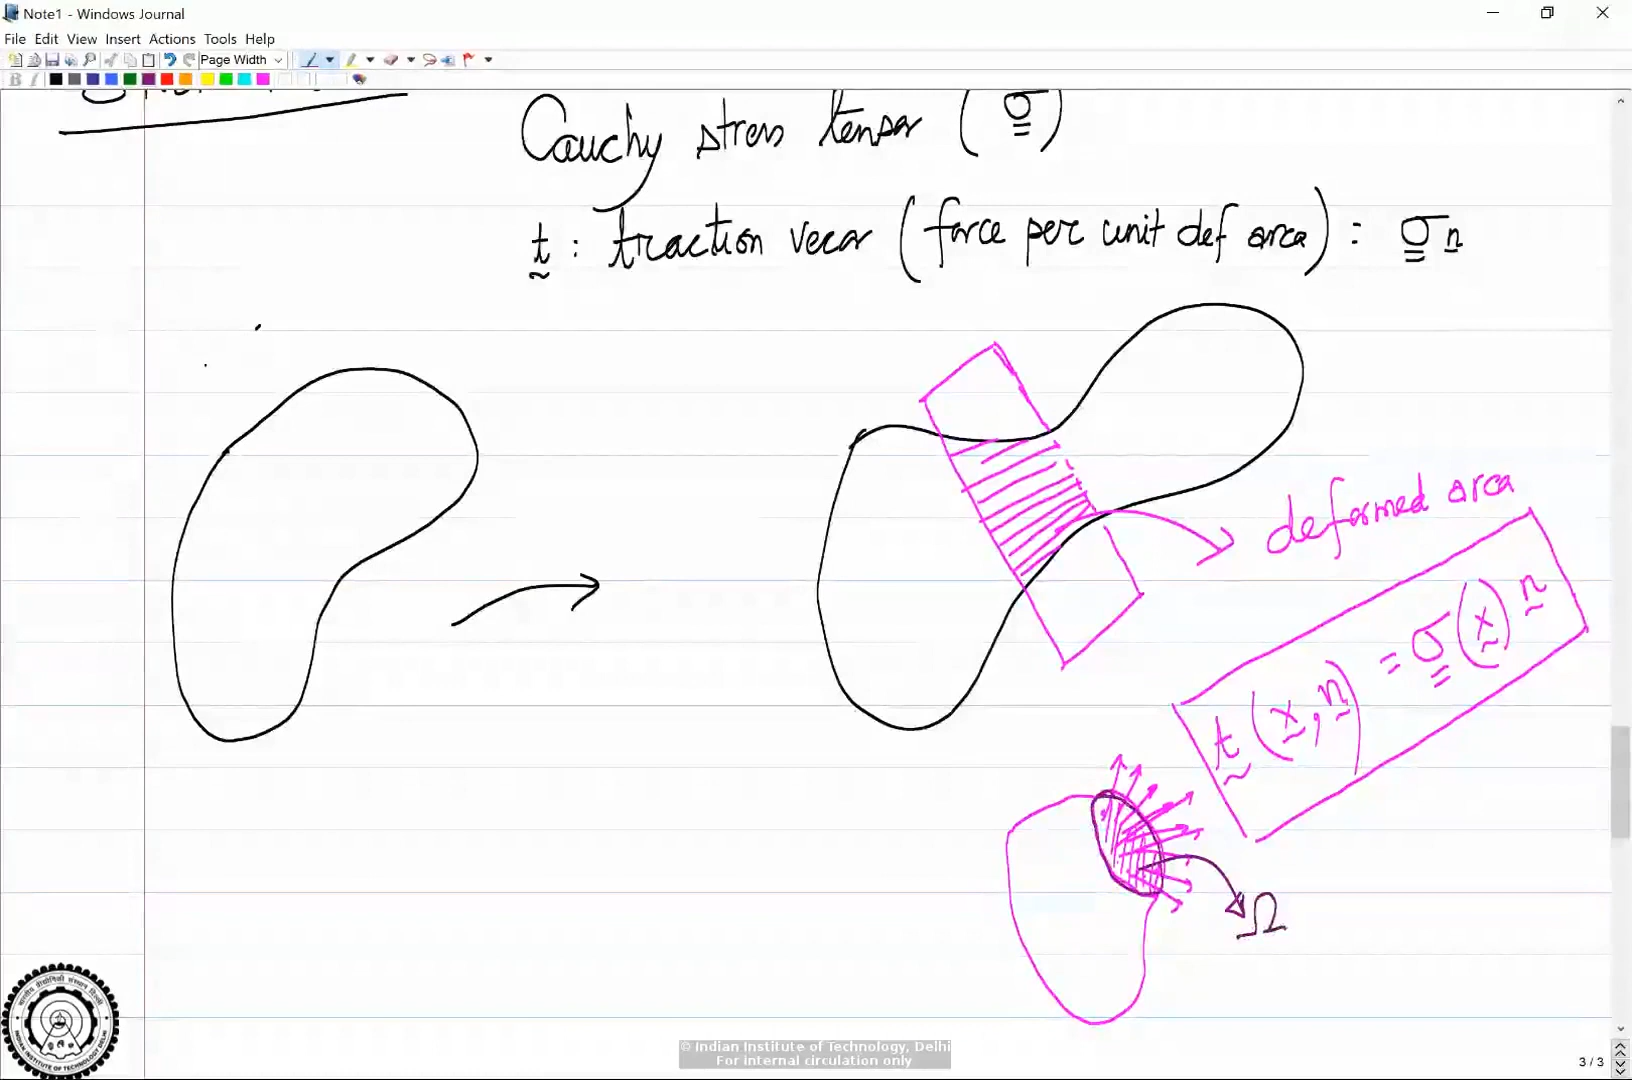 Note1 - Windows Journal
File Edit View Insert Actions Tools Help
Page Width
B I
Cauchy stress tensor ( σ )
t : traction vecor ( force per unit def area ) : σ n
deformed area
t ( x , n ) = σ ( x ) n
Ω
© Indian Institute of Technology, Delhi
For internal circulation only
3 / 3